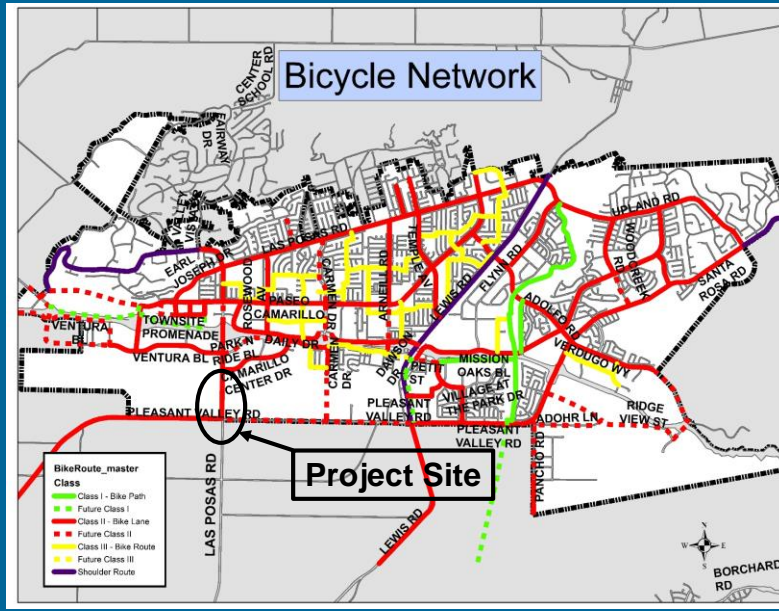 Bicycle Network
CENTER
SCHOOL RD
FAIRWAY
DR
VALLEY
VISTA DR
EARL
JOSEPH DR
LAS POSAS RD
UPLAND RD
WOODCREEK
RD
SANTA
ROSA RD
TEMPLE AV
FLYNN RD
LEWIS RD
ARNEILL RD
CARMEN DR
ROSEWOOD
AV
PASEO
CAMARILLO
ADOLFO RD
VERDUGO WY
VENTURA
BL
TOWNSITE
PROMENADE
PARK N
RIDE BL
DAILY DR
VENTURA BL
CAMARILLO
CENTER DR
CARMEN
DR
DAWSON
DR
PETIT
ST
MISSION
OAKS BL
VILLAGE AT
THE PARK DR
RIDGE
VIEW ST
PLEASANT VALLEY RD
PLEASANT
VALLEY RD
PLEASANT
VALLEY RD
ADOHR LN
PANCHO RD
Project Site
LAS POSAS RD
LEWIS RD
BORCHARD
RD
N
W
E
S
BikeRoute_master
Class
Class I - Bike Path
Future Class I
Class II - Bike Lane
Future Class II
Class III - Bike Route
Future Class III
Shoulder Route